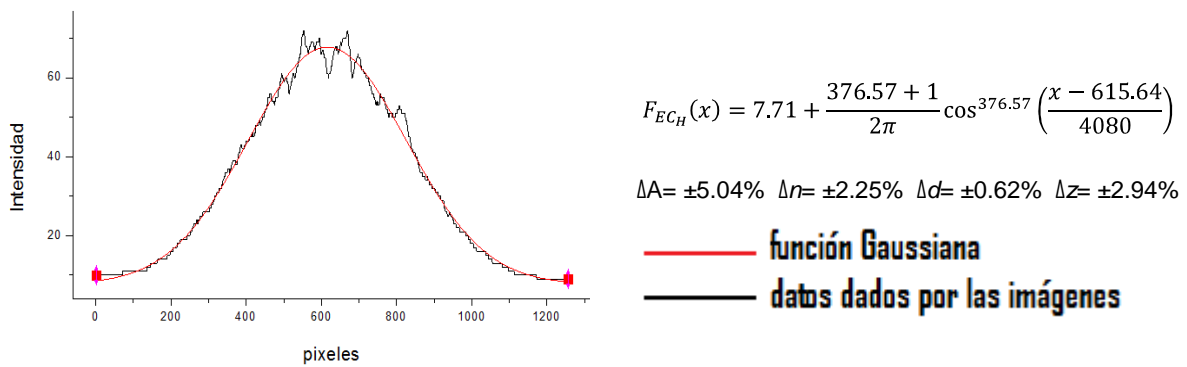 60
40
20
Intensidad
0 200 400 600 800 1000 1200
pixeles
F_{EC_H}(x) = 7.71 + \frac{376.57 + 1}{2π} cos^{376.57} (\frac{x − 615.64}{4080})
ΔA= ±5.04% Δn= ±2.25% Δd= ±0.62% Δz= ±2.94%
función Gaussiana
datos dados por las imágenes